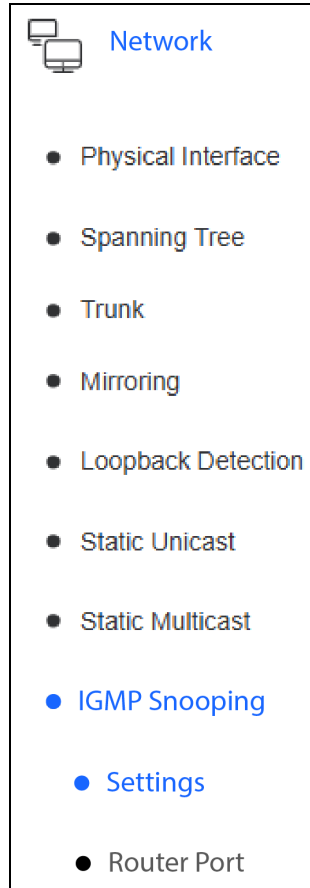 Network
Physical Interface
Spanning Tree
Trunk
Mirroring
Loopback Detection
Static Unicast
Static Multicast
IGMP Snooping
Settings
Router Port